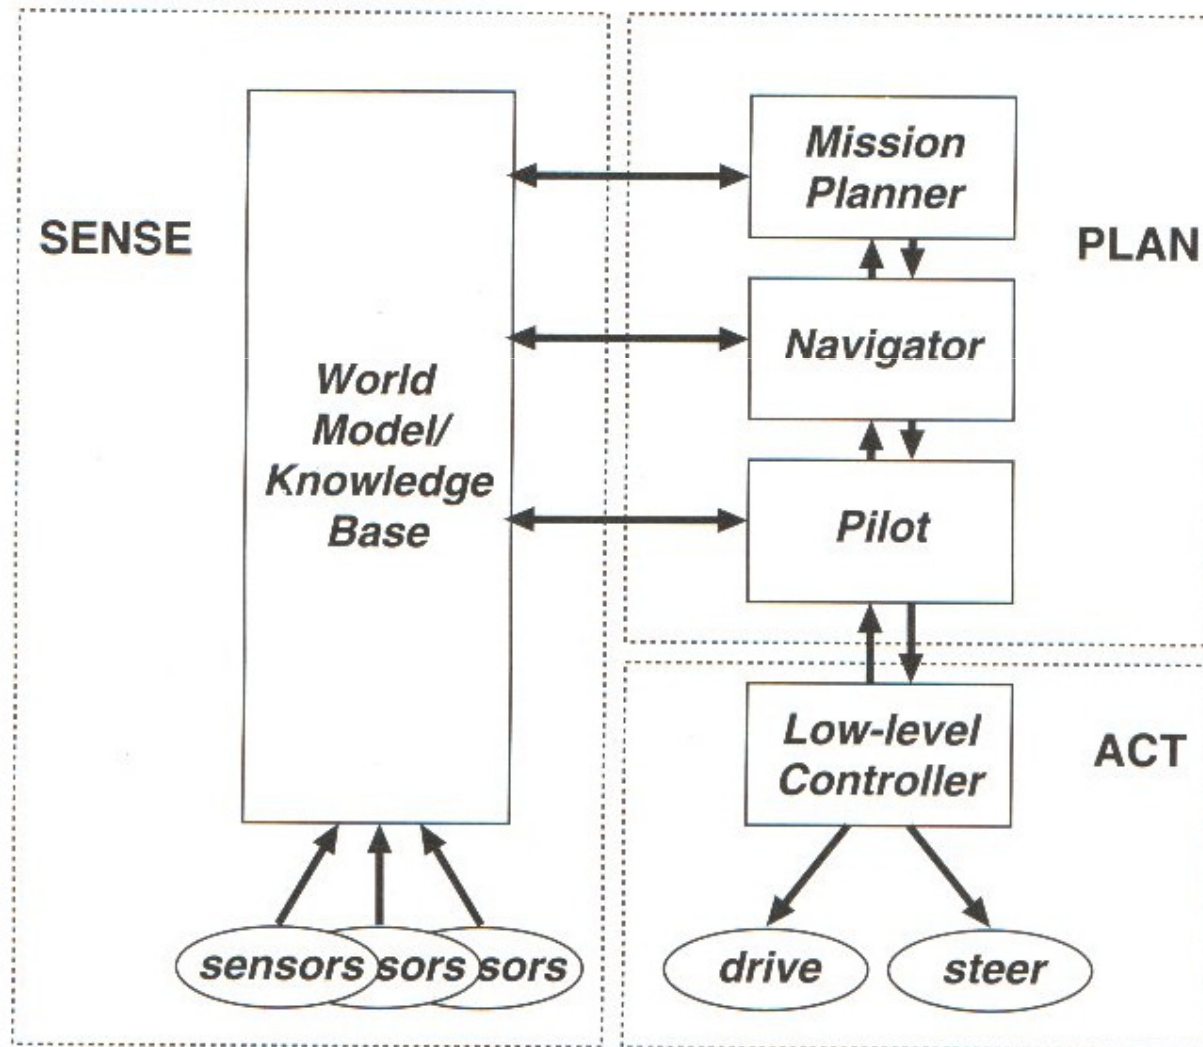 SENSE
World
Model/
Knowledge
Base
sensors
sors
sors
PLAN
Mission
Planner
Navigator
Pilot
ACT
Low-level
Controller
drive
steer